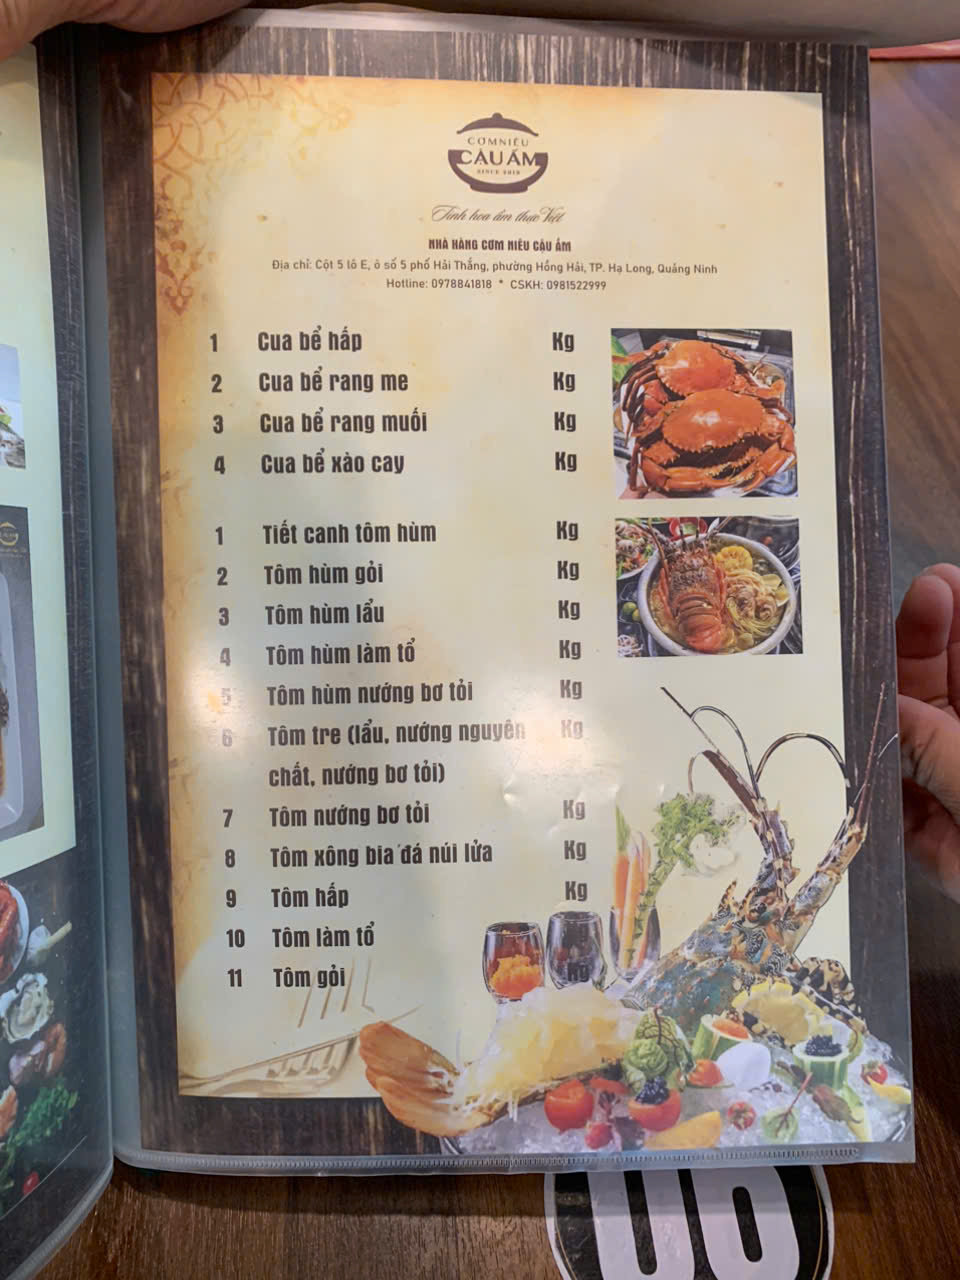 CƠM NIÊU
CẬU ẤM
SINCE 2019
Tinh hoa ẩm thực Việt
NHÀ HÀNG CƠM NIÊU CẬU ẤM
Địa chỉ: Cột 5 lô E, ô số 5 phố Hải Thắng, phường Hồng Hải, TP. Hạ Long, Quảng Ninh
Hotline: 0978841818 * CSKH: 0981522999
1 Cua bể hấp Kg
2 Cua bể rang me Kg
3 Cua bể rang muối Kg
4 Cua bể xào cay Kg
1 Tiết canh tôm hùm Kg
2 Tôm hùm gỏi Kg
3 Tôm hùm lẩu Kg
4 Tôm hùm làm tổ Kg
5 Tôm hùm nướng bơ tỏi Kg
6 Tôm tre (lẩu, nướng nguyên Kg
chất, nướng bơ tỏi)
7 Tôm nướng bơ tỏi Kg
8 Tôm xông bia đá núi lửa Kg
9 Tôm hấp Kg
10 Tôm làm tổ
11 Tôm gỏi Kg
06